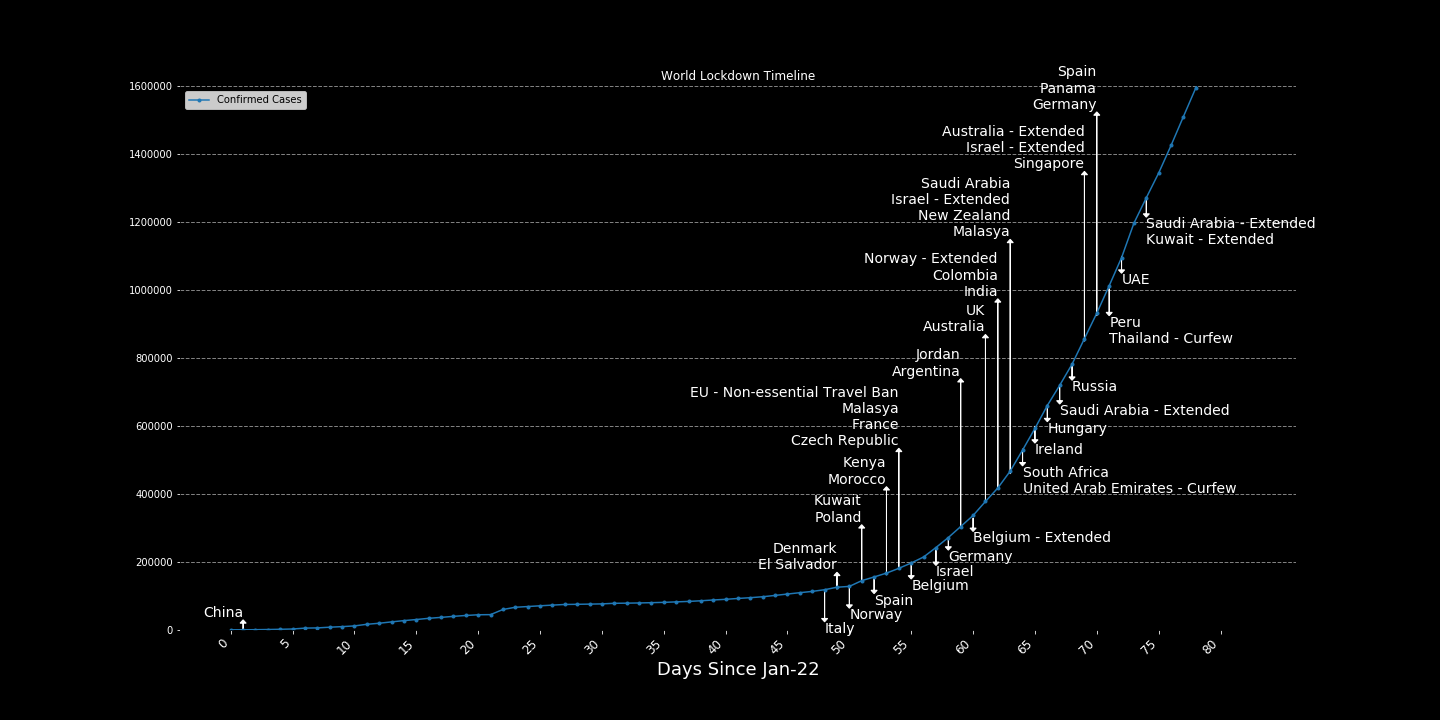 World Lockdown Timeline
Confirmed Cases
1600000
1400000
1200000
1000000
800000
600000
400000
200000
0
China
Italy
Denmark
El Salvador
Norway
Kuwait
Poland
Spain
Kenya
Morocco
EU - Non-essential Travel Ban
Malasya
France
Czech Republic
Belgium
Israel
Germany
Jordan
Argentina
Belgium - Extended
UK
Australia
Norway - Extended
Colombia
India
Saudi Arabia
Israel - Extended
New Zealand
Malasya
South Africa
United Arab Emirates - Curfew
Ireland
Hungary
Saudi Arabia - Extended
Russia
Australia - Extended
Israel - Extended
Singapore
Spain
Panama
Germany
Peru
Thailand - Curfew
UAE
Saudi Arabia - Extended
Kuwait - Extended
0
5
10
15
20
25
30
35
40
45
50
55
60
65
70
75
80
Days Since Jan-22